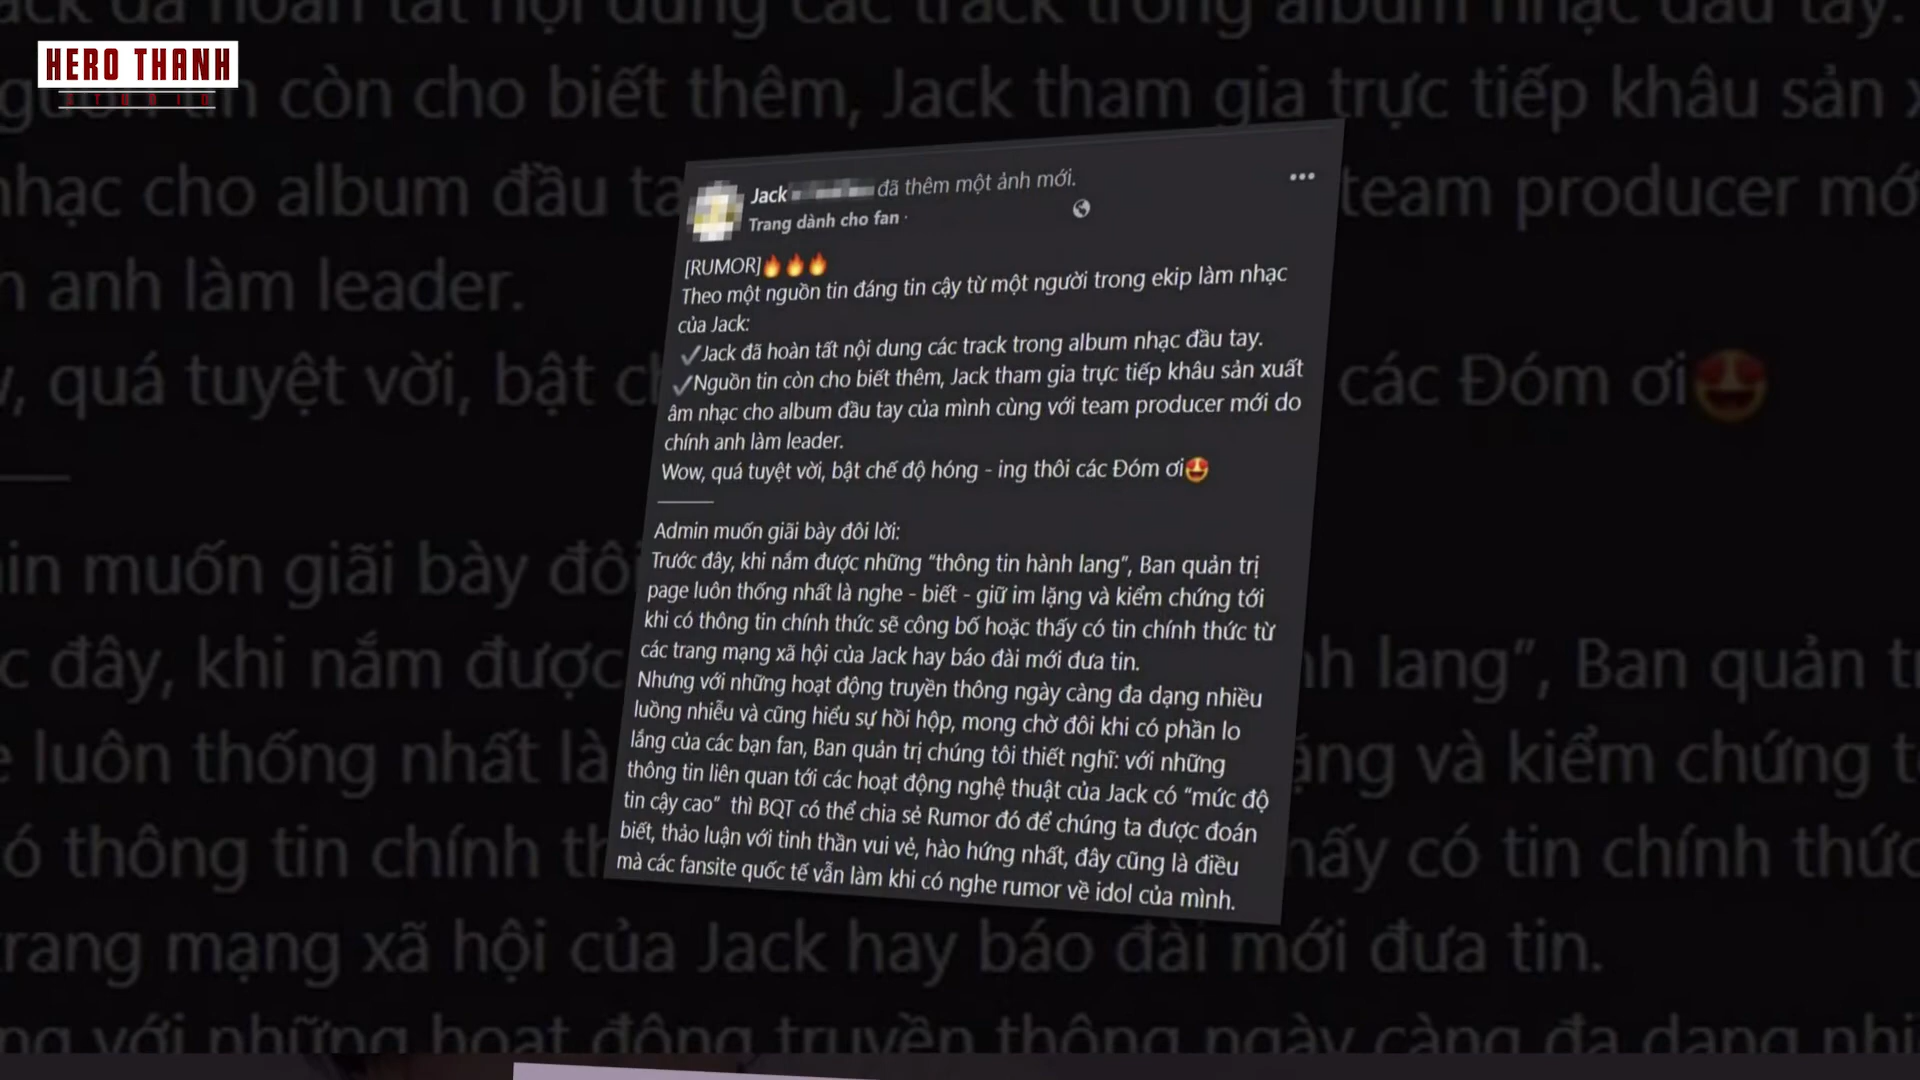 HERO THANH
STUDIO
Jack đã thêm một ảnh mới.
Trang dành cho fan ·
[RUMOR]🔥🔥🔥
Theo một nguồn tin đáng tin cậy từ một người trong ekip làm nhạc
của Jack:
✔Jack đã hoàn tất nội dung các track trong album nhạc đầu tay.
✔Nguồn tin còn cho biết thêm, Jack tham gia trực tiếp khâu sản xuất
âm nhạc cho album đầu tay của mình cùng với team producer mới do
chính anh làm leader.
Wow, quá tuyệt vời, bật chế độ hóng - ing thôi các Đóm ơi🤩
Admin muốn giãi bày đôi lời:
Trước đây, khi nắm được những “thông tin hành lang”, Ban quản trị
page luôn thống nhất là nghe - biết - giữ im lặng và kiểm chứng tới
khi có thông tin chính thức sẽ công bố hoặc thấy có tin chính thức từ
các trang mạng xã hội của Jack hay báo đài mới đưa tin.
Nhưng với những hoạt động truyền thông ngày càng đa dạng nhiều
luồng nhiễu và cũng hiểu sự hồi hộp, mong chờ đôi khi có phần lo
lắng của các bạn fan, Ban quản trị chúng tôi thiết nghĩ: với những
thông tin liên quan tới các hoạt động nghệ thuật của Jack có “mức độ
tin cậy cao” thì BQT có thể chia sẻ Rumor đó để chúng ta được đoán
biết, thảo luận với tinh thần vui vẻ, hào hứng nhất, đây cũng là điều
mà các fansite quốc tế vẫn làm khi có nghe rumor về idol của mình.